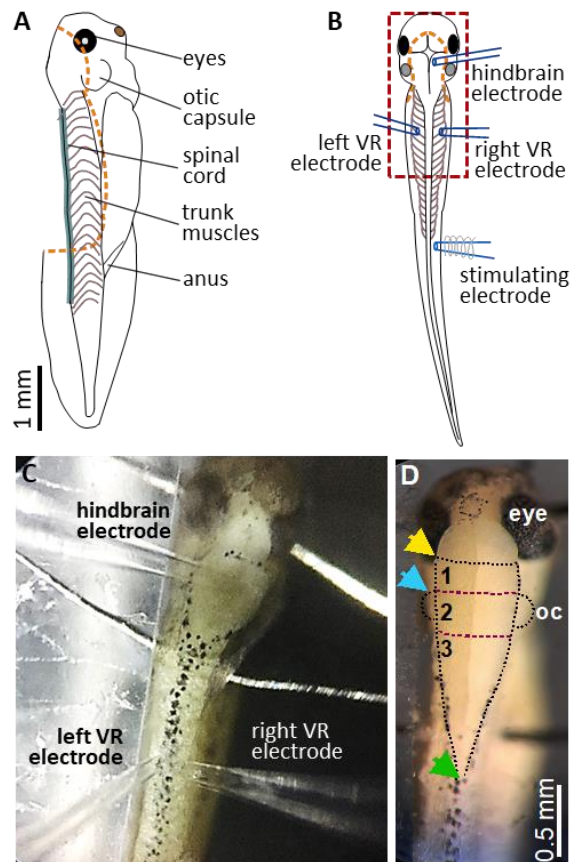 A
eyes
otic
capsule
spinal
cord
trunk
muscles
anus
1 mm
B
hindbrain
electrode
left VR
electrode
right VR
electrode
stimulating
electrode
C
hindbrain
electrode
left VR
electrode
right VR
electrode
D
eye
1
2
oc
3
0.5 mm